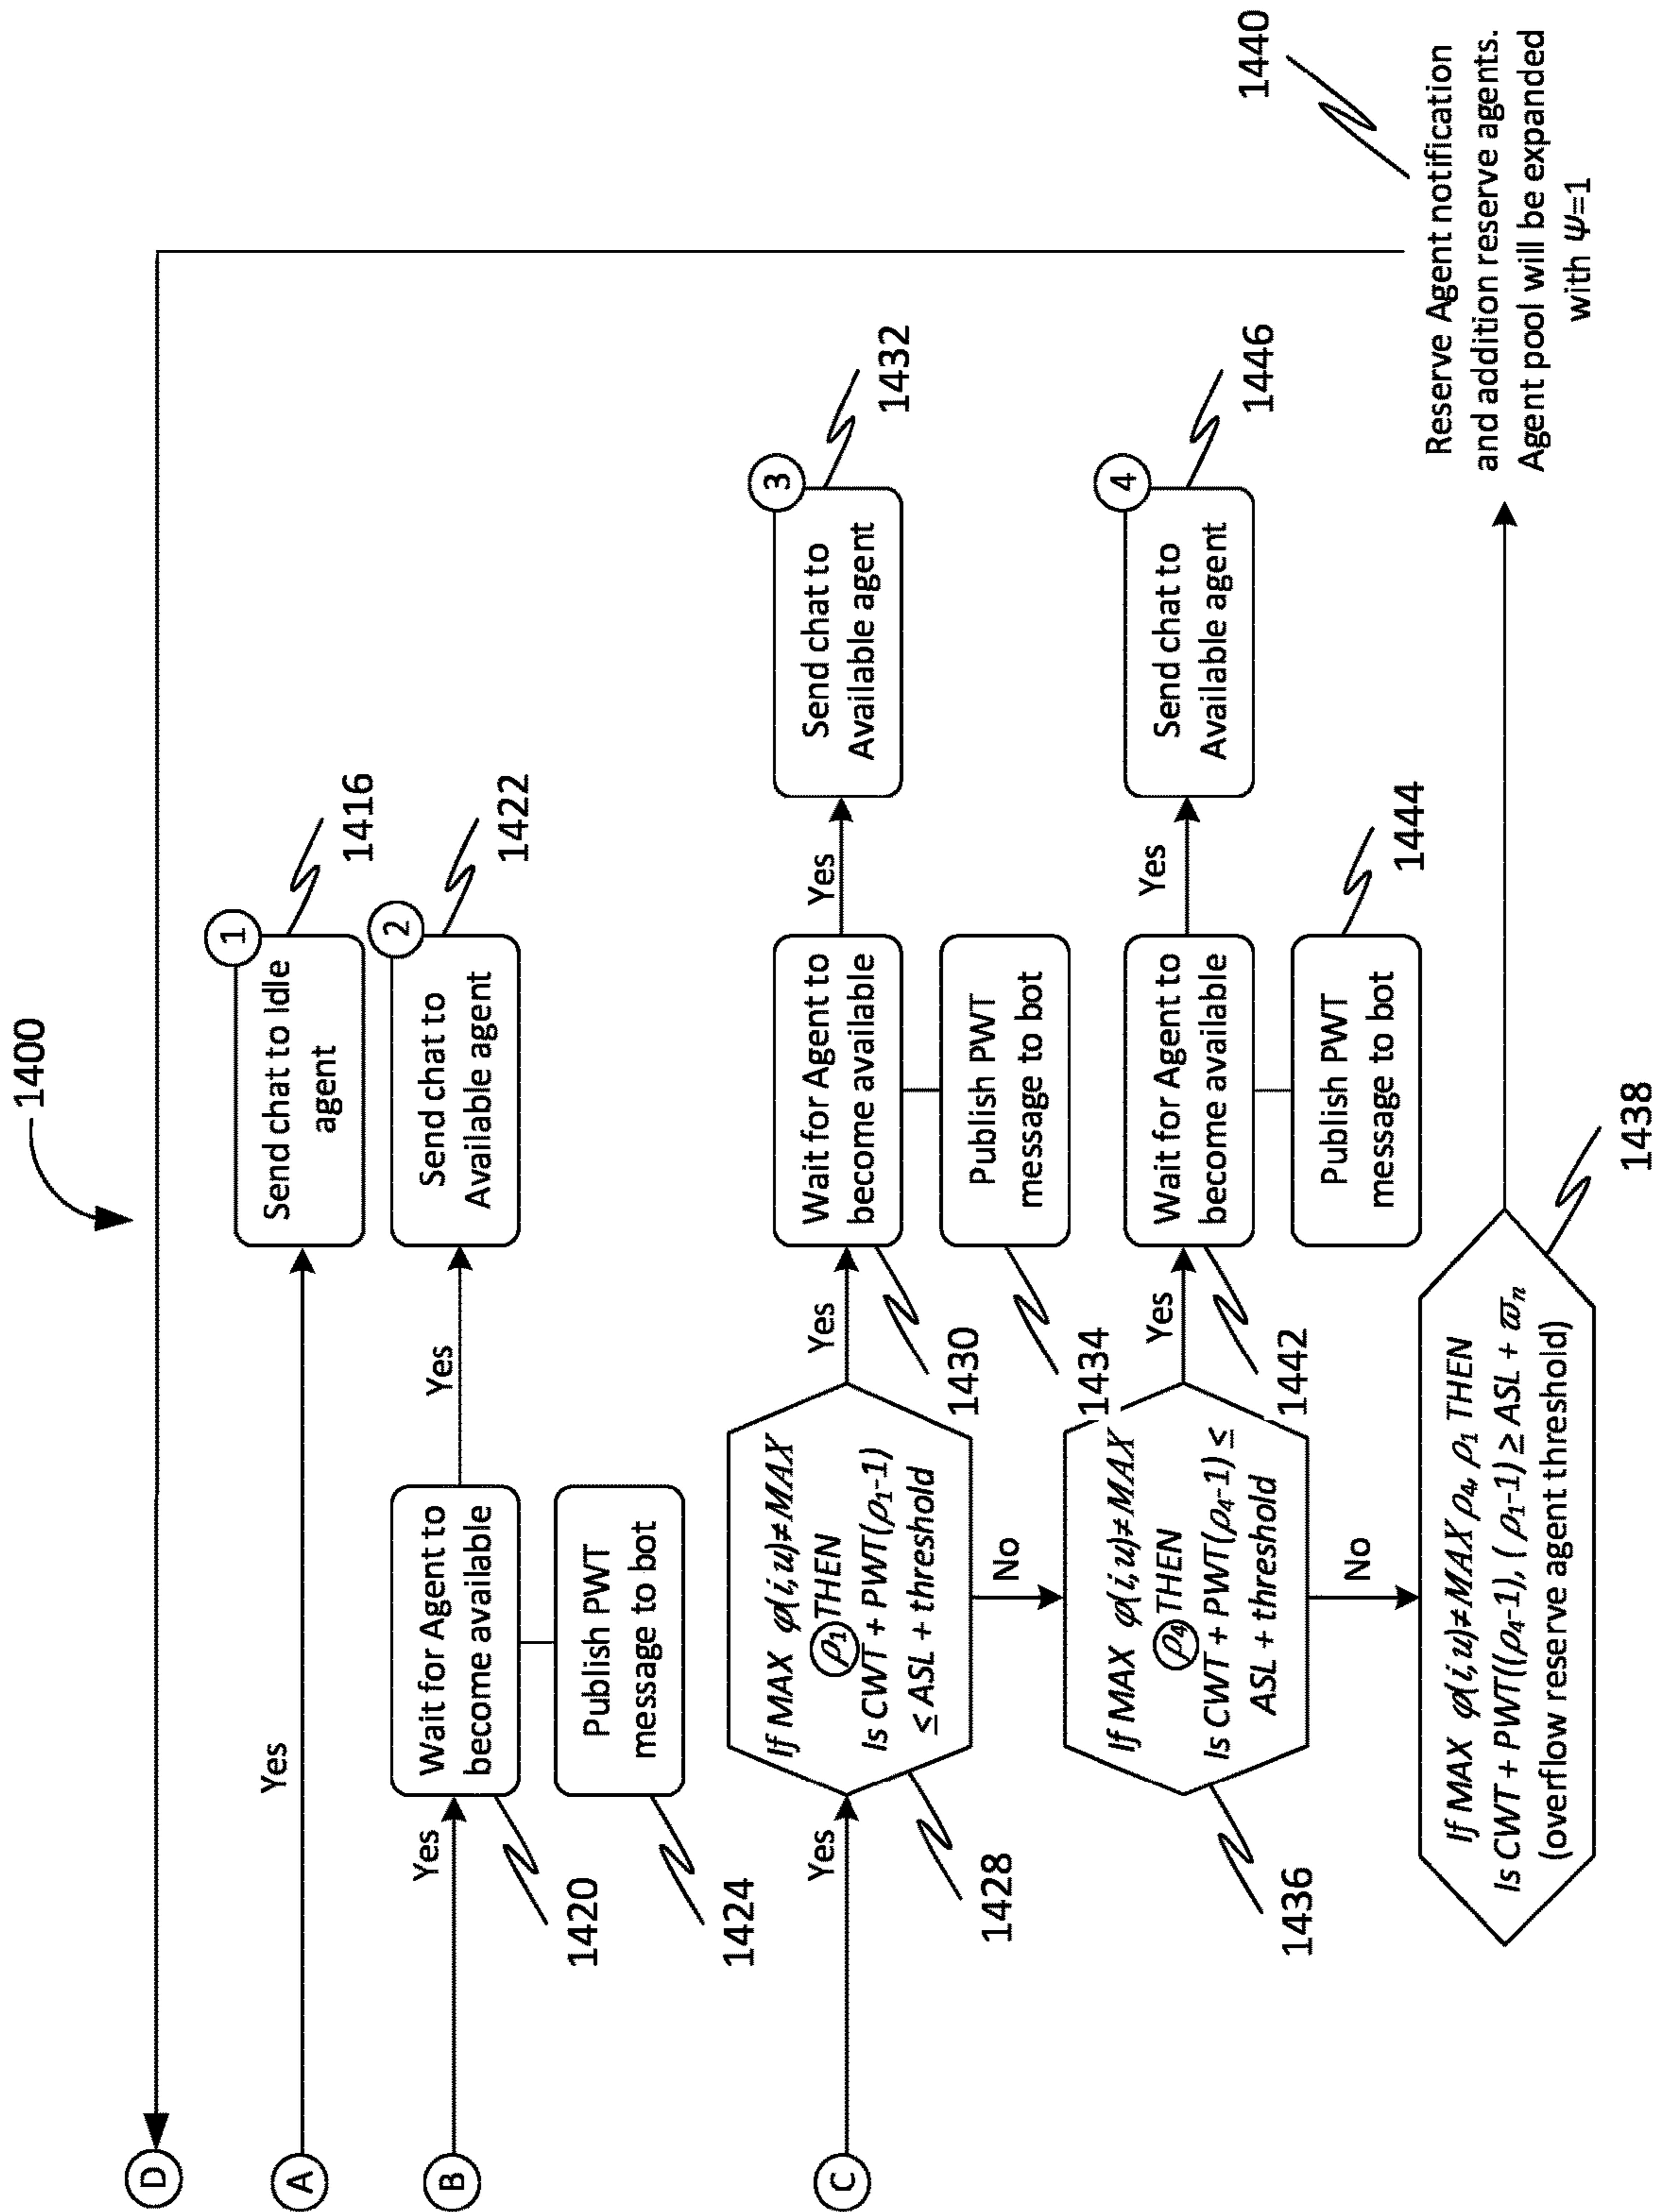 1400
D
A
Yes
Send chat to Idle
agent
1
1416
B
Yes
Wait for Agent to
become available
1420
Yes
Send chat to
Available agent
2
1422
Publish PWT
message to bot
1424
C
Yes
If MAX φ(i,u)≠MAX
ρ₁ THEN
Is CWT + PWT(ρ₁-1)
≤ ASL + threshold
1428
Yes
Wait for Agent to
become available
1430
Yes
Send chat to
Available agent
3
1432
Publish PWT
message to bot
1434
No
If MAX φ(i,u)≠MAX
ρ₄ THEN
Is CWT + PWT(ρ₄-1) ≤
ASL + threshold
1436
Yes
Wait for Agent to
become available
1442
Yes
Send chat to
Available agent
4
1446
Publish PWT
message to bot
1444
No
If MAX φ(i,u)≠MAX ρ₄, ρ₁ THEN
Is CWT + PWT((ρ₄-1), ( ρ₁-1) ≥ ASL + ϖₙ
(overflow reserve agent threshold)
1438
Reserve Agent notification
and addition reserve agents.
Agent pool will be expanded
with Ψ=1
1440